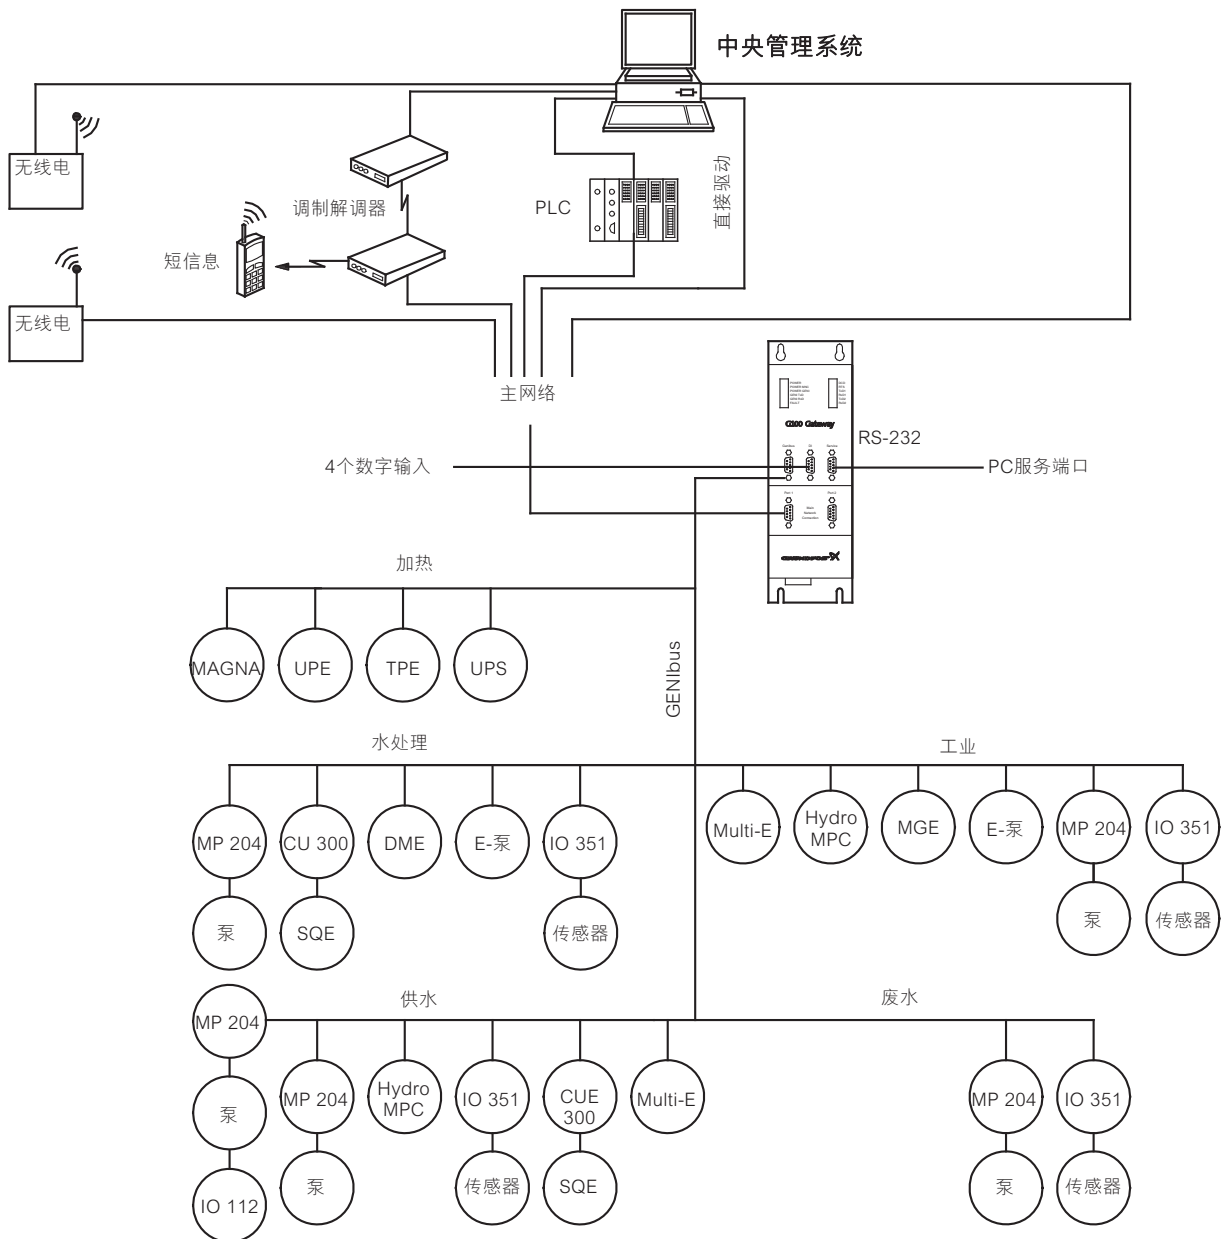 中央管理系统
无线电
调制解调器
PLC
直接驱动
短信息
无线电
主网络
G100 Gateway
RS-232
4个数字输入
PC服务端口
加热
MAGNA
UPE
TPE
UPS
GENIbus
水处理
工业
MP 204
CU 300
DME
E-泵
IO 351
Multi-E
Hydro
MPC
MGE
E-泵
MP 204
IO 351
泵
SQE
传感器
泵
传感器
供水
废水
MP 204
MP 204
Hydro
MPC
IO 351
CUE
300
Multi-E
MP 204
IO 351
泵
泵
传感器
SQE
泵
传感器
IO 112